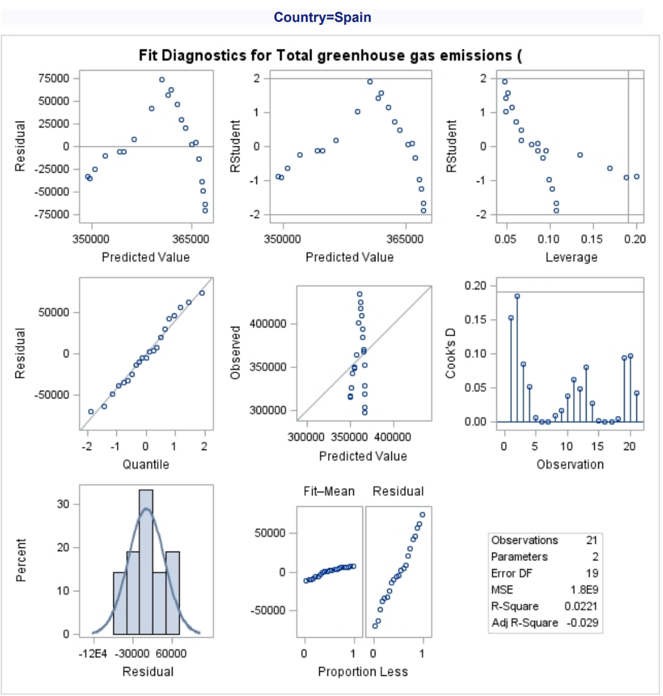 Country=Spain
Fit Diagnostics for Total greenhouse gas emissions (
75000
50000
25000
0
-25000
-50000
-75000
Residual
350000 365000
Predicted Value
2
1
0
-1
-2
RStudent
350000 365000
Predicted Value
2
1
0
-1
-2
RStudent
0.05 0.10 0.15 0.20
Leverage
50000
0
-50000
Residual
-2 -1 0 1 2
Quantile
400000
350000
300000
Observed
300000 350000 400000
Predicted Value
0.20
0.15
0.10
0.05
0.00
Cook's D
0 5 10 15 20
Observation
30
20
10
0
Percent
-12E4 -30000 60000
Residual
Fit–Mean Residual
50000
0
-50000
0 1 0 1
Proportion Less
Observations 21
Parameters 2
Error DF 19
MSE 1.8E9
R-Square 0.0221
Adj R-Square -0.029